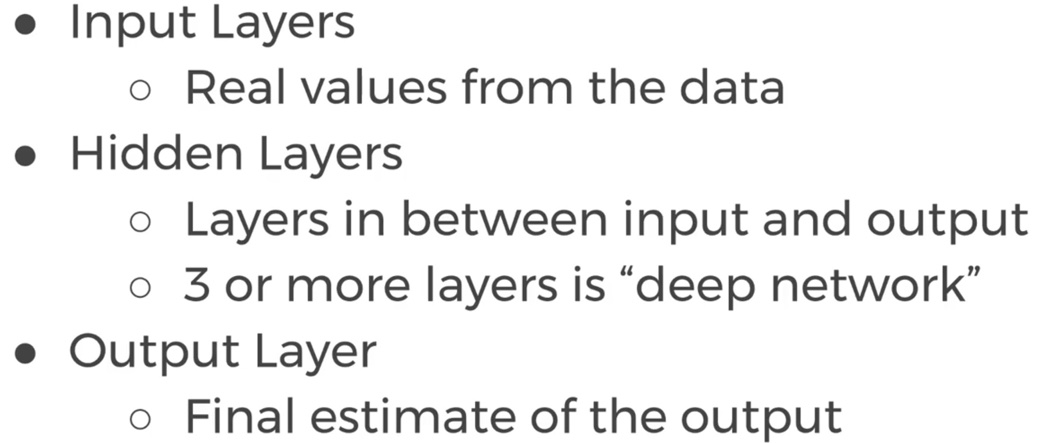 ● Input Layers
○ Real values from the data
● Hidden Layers
○ Layers in between input and output
○ 3 or more layers is “deep network”
● Output Layer
○ Final estimate of the output